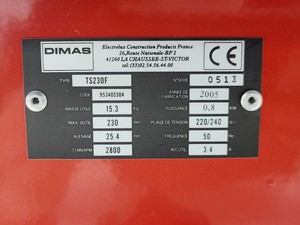 DIMAS
Electrolux Construction Products France
26,Route Nationale-BP 2
41260 LA CHAUSSEE-ST-VICTOR
tel:(33)02.54.56.44.00
CE
TYPE TS230F N°SERIE 0513
CODE 953405304 ANNEE DE FABRICATION 2005
MASSE UTILE 15.3 kg PUISSANCE 0.8 kW
MAX. OUTIL 230 mm PLAGE DE TENSION 220/240 V
ALESAGE 25.4 mm FREQUENCE 50 Hz
T/MN/RPM 2800 INT.UT. 3.4 A